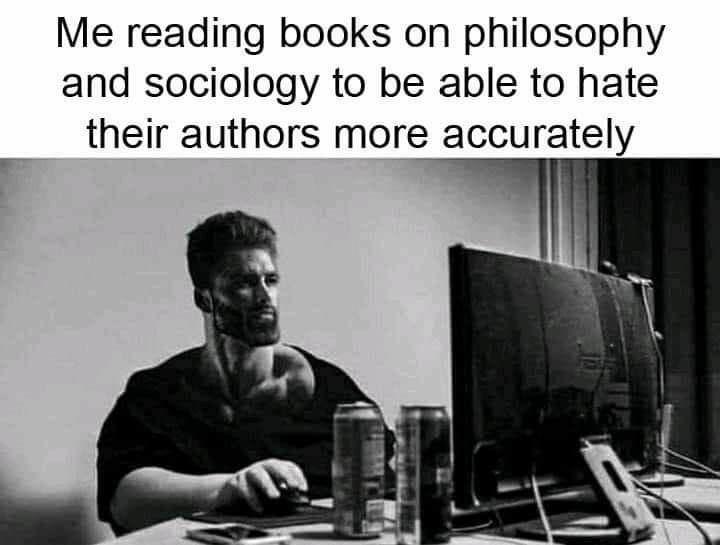 Me reading books on philosophy
and sociology to be able to hate
their authors more accurately